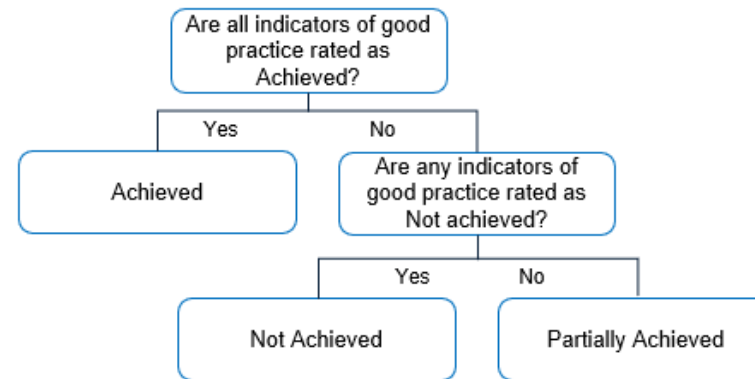 Are all indicators of good
practice rated as
Achieved?
Yes
No
Achieved
Are any indicators of
good practice rated as
Not achieved?
Yes
No
Not Achieved
Partially Achieved